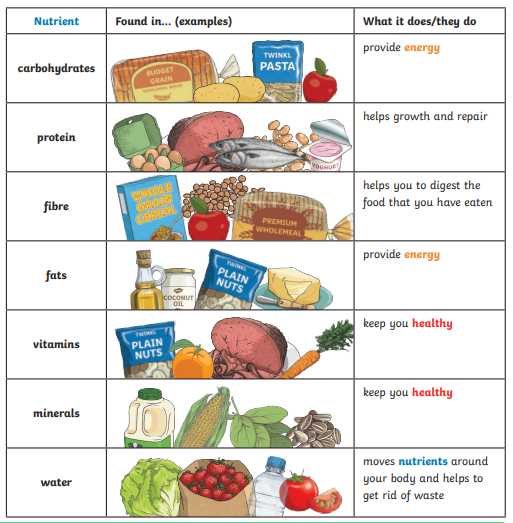 Nutrient
Found in... (examples)
What it does/they do
carbohydrates
BUDGET
GRAIN
WHOLEMEAL BREAD
TWINKL
PASTA
provide energy
protein
YOGHURT
helps growth and repair
fibre
WHOLE
GRAIN
CEREAL
PREMIUM
WHOLEMEAL
helps you to digest the
food that you have eaten
fats
COCONUT
OIL
TWINKL
PLAIN
NUTS
provide energy
vitamins
TWINKL
PLAIN
NUTS
keep you healthy
minerals
keep you healthy
water
moves nutrients around
your body and helps to
get rid of waste